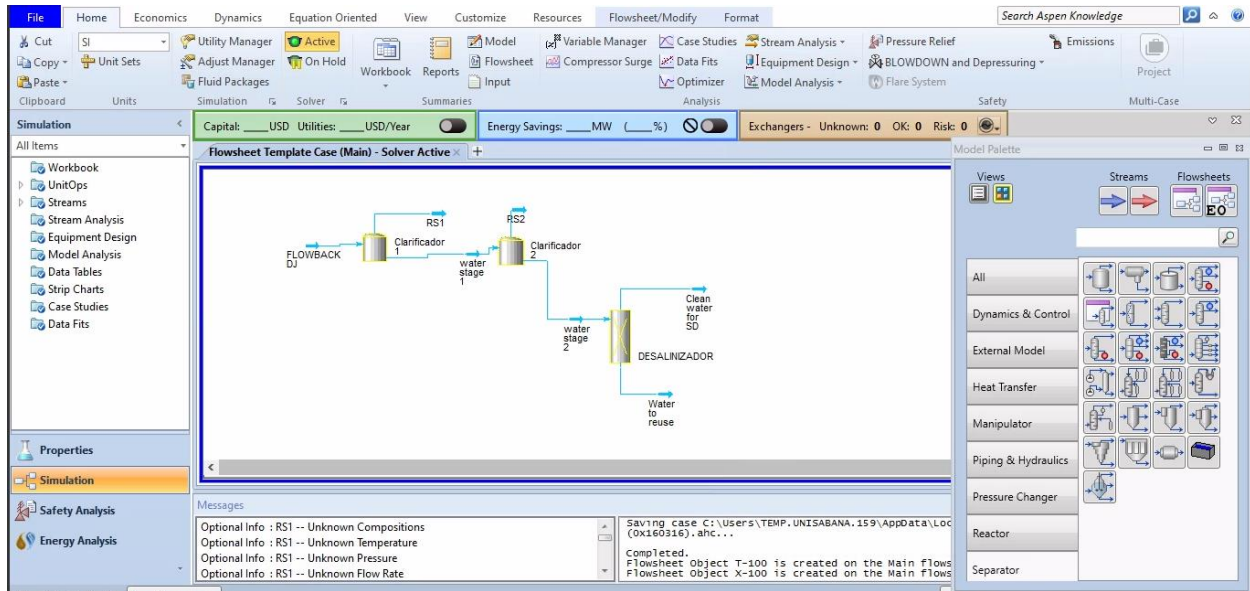 File Home Economics Dynamics Equation Oriented View Customize Resources Flowsheet/Modify Format Search Aspen Knowledge
Cut SI Utility Manager Active Model Variable Manager Case Studies Stream Analysis Pressure Relief Emissions
Copy Unit Sets Adjust Manager On Hold Workbook Reports Flowsheet Compressor Surge Data Fits Equipment Design BLOWDOWN and Depressuring Project
Paste Fluid Packages Input Optimizer Model Analysis Flare System
Clipboard Units Simulation Solver Summaries Analysis Safety Multi-Case
Simulation
Capital: ____USD Utilities: ____USD/Year Energy Savings: ____MW (____%) Exchangers - Unknown: 0 OK: 0 Risk: 0
All Items
Flowsheet Template Case (Main) - Solver Active × +
Workbook
UnitOps
Streams
Stream Analysis
Equipment Design
Model Analysis
Data Tables
Strip Charts
Case Studies
Data Fits
Properties
Simulation
Safety Analysis
Energy Analysis
FLOWBACK
DJ
RS1
Clarificador
1
water
stage
1
RS2
Clarificador
2
water
stage
2
Clean
water
for
SD
DESALINIZADOR
Water
to
reuse
Model Palette
Views Streams Flowsheets
EO
All
Dynamics & Control
External Model
Heat Transfer
Manipulator
Piping & Hydraulics
Pressure Changer
Reactor
Separator
Messages
Optional Info : RS1 -- Unknown Compositions
Optional Info : RS1 -- Unknown Temperature
Optional Info : RS1 -- Unknown Pressure
Optional Info : RS1 -- Unknown Flow Rate
Saving case C:\Users\TEMP.UNISABANA.159\AppData\Loc
(0x160316).ahc...
Completed.
Flowsheet Object T-100 is created on the Main flows
Flowsheet Object X-100 is created on the Main flows